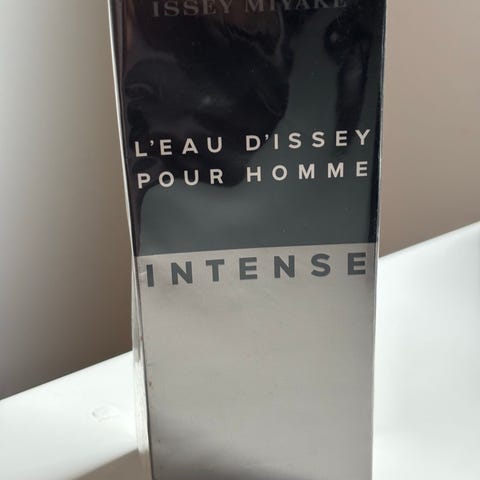 ISSEY MIYAKE
L'EAU D'ISSEY
POUR HOMME
INTENSE